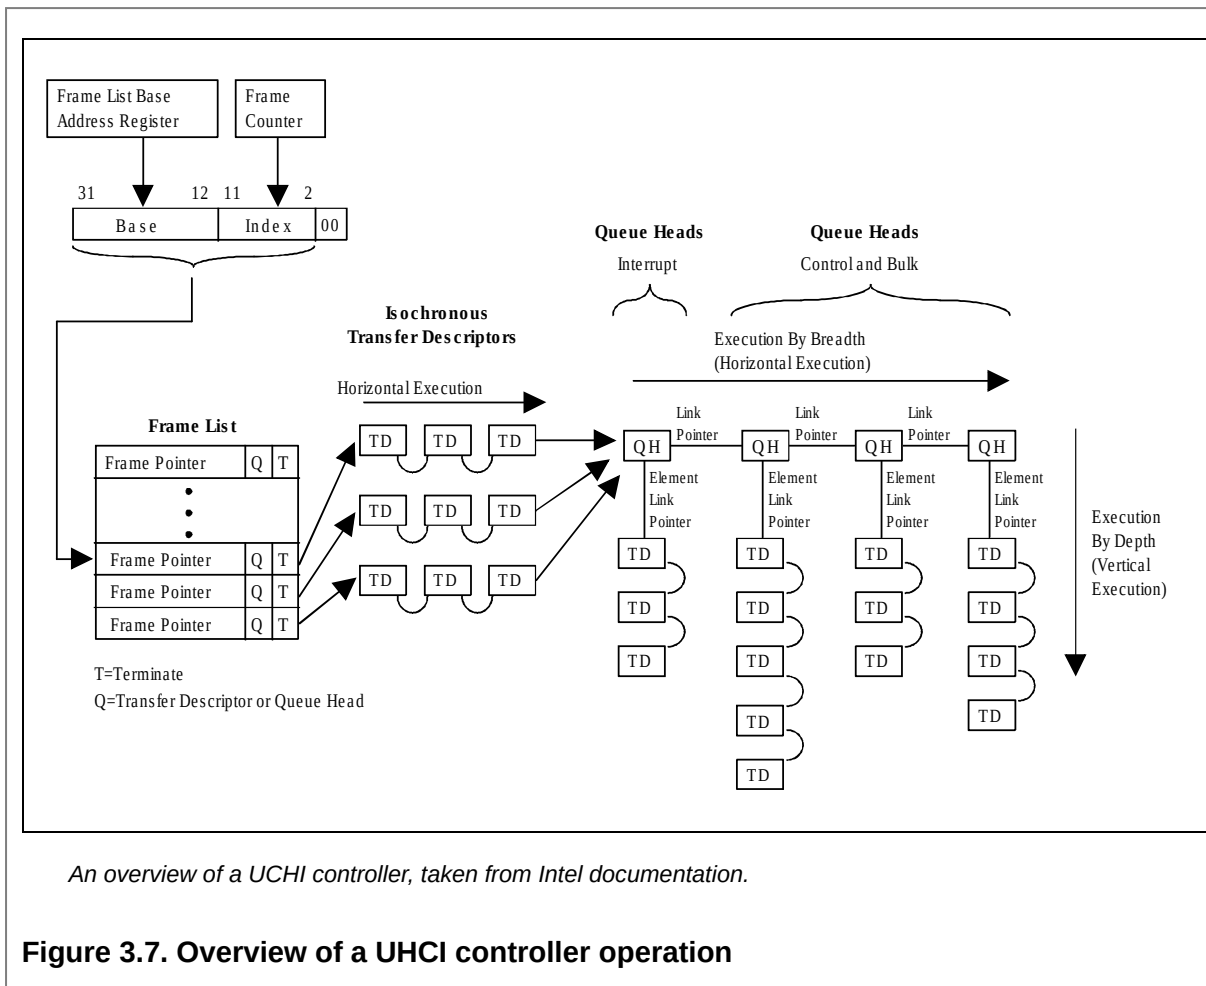 Frame List Base
Address Register
Frame
Counter
31
12
11
2
Base
Index
00
Queue Heads
Interrupt
Queue Heads
Control and Bulk
Isochronous
Transfer Descriptors
Execution By Breadth
(Horizontal Execution)
Horizontal Execution
Frame List
Frame Pointer Q T
Frame Pointer Q T
Frame Pointer Q T
Frame Pointer Q T
T=Terminate
Q=Transfer Descriptor or Queue Head
TD TD TD
TD TD TD
TD TD TD
QH
Link
Pointer
QH
Link
Pointer
QH
Link
Pointer
QH
Element
Link
Pointer
Element
Link
Pointer
Element
Link
Pointer
Element
Link
Pointer
TD TD TD TD
TD TD TD TD
TD TD TD TD
TD TD
TD
Execution
By Depth
(Vertical
Execution)
An overview of a UCHI controller, taken from Intel documentation.
Figure 3.7. Overview of a UHCI controller operation